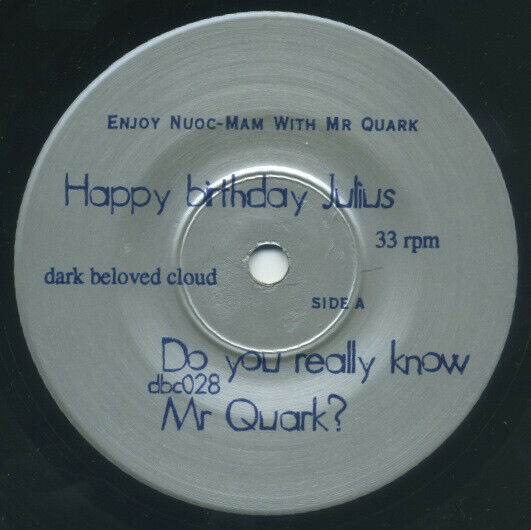 ENJOY NUOC-MAM WITH MR QUARK
Happy birthday Julius
33 rpm
dark beloved cloud
SIDE A
Do you really know
dbc028
Mr Quark?